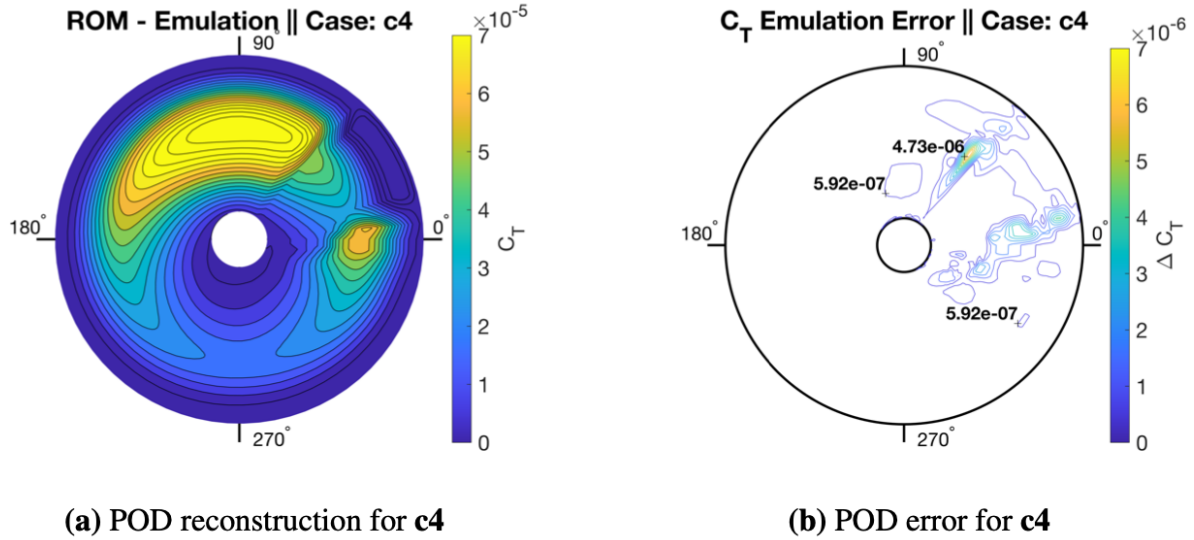 ROM - Emulation || Case: c4
×10⁻⁵
90°
7
6
5
4
3
2
1
0
C_T
180°
0°
270°
C_T Emulation Error || Case: c4
×10⁻⁶
90°
7
6
5
4
3
2
1
0
Δ C_T
4.73e-06
5.92e-07
180°
0°
5.92e-07
270°
(a) POD reconstruction for c4
(b) POD error for c4